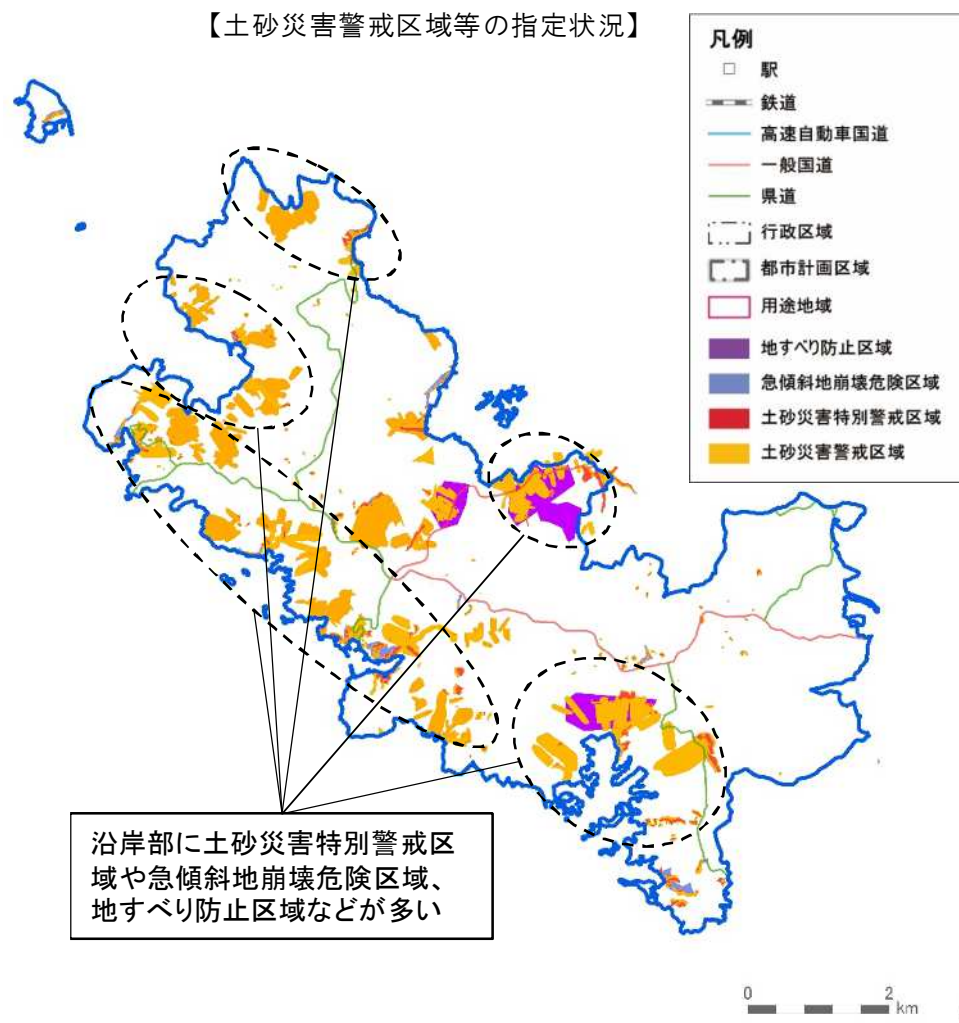 【土砂災害警戒区域等の指定状況】
凡例
駅
鉄道
高速自動車国道
一般国道
県道
行政区域
都市計画区域
用途地域
地すべり防止区域
急傾斜地崩壊危険区域
土砂災害特別警戒区域
土砂災害警戒区域
沿岸部に土砂災害特別警戒区
域や急傾斜地崩壊危険区域、
地すべり防止区域などが多い
0 2
km